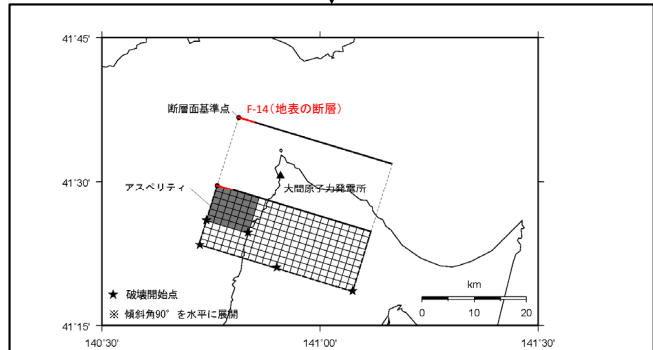 41°45'
断層面基準点
F-14(地表の断層)
41°30'
アスペリティ
大間原子力発電所
★ 破壊開始点
※ 傾斜角90°を水平に展開
km
0 10 20
41°15'
140°30'
141°00'
141°30'